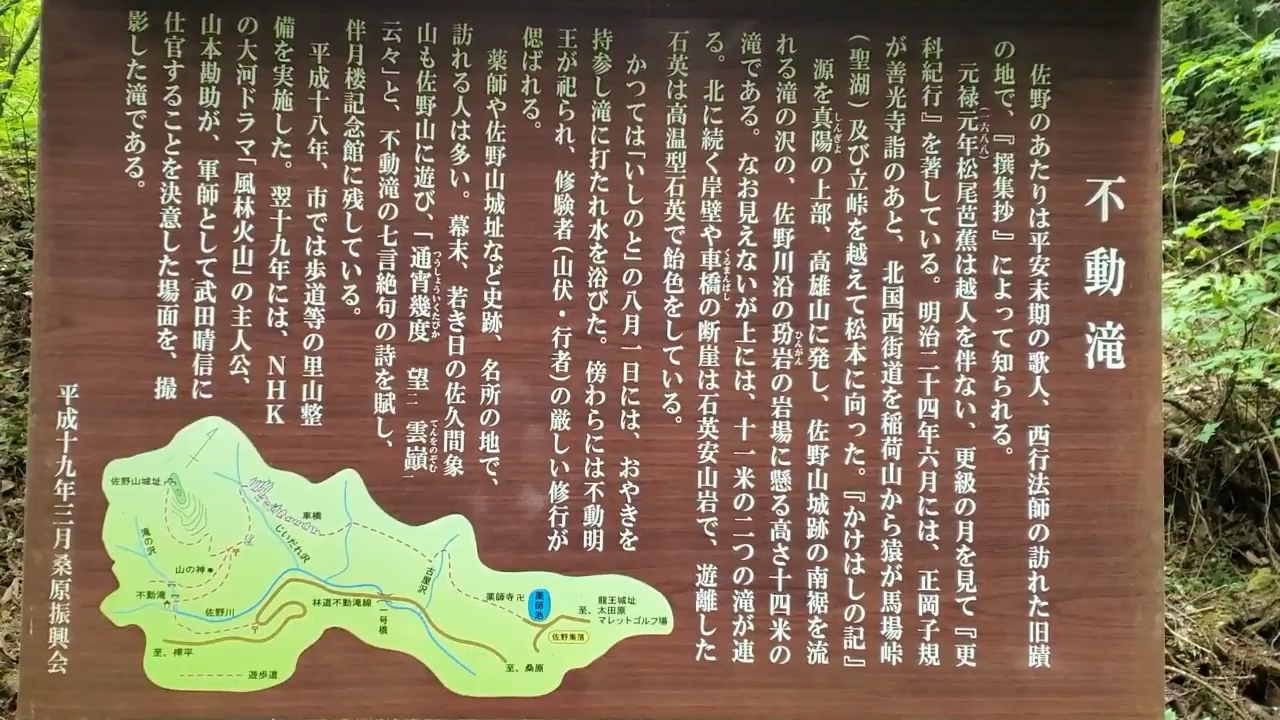 不動滝
佐野のあたりは平安末期の歌人、西行法師の訪れた旧蹟
の地で、『撰集抄』によって知られる。
元禄元年(一六八八)松尾芭蕉は越人を伴ない、更級の月を見て『更
科紀行』を著している。明治二十四年六月には、正岡子規
が善光寺詣のあと、北国西街道を稲荷山から猿が馬場峠
(聖湖)及び立峠を越えて松本に向った。『かけはしの記』
源を真陽の上部、高雄山に発し、佐野山城跡の南裾を流
れる滝の沢の、佐野川沿の玢岩の岩場に懸る高さ十四米の
滝である。なお見えないが上には、十一米の二つの滝が連
る。北に続く岸壁や車橋の断崖は石英安山岩で、遊離した
石英は高温型石英で飴色をしている。
かつては「いしのと」の八月一日には、おやきを
持参し滝に打たれ水を浴びた。傍わらには不動明
王が祀られ、修験者(山伏・行者)の厳しい修行が
偲ばれる。
薬師や佐野山城址など史跡、名所の地で、
訪れる人は多い。幕末、若き日の佐久間象
山も佐野山に遊び、「通宵幾度 望二 雲巓一
云々」と、不動滝の七言絶句の詩を賦し、
伴月楼記念館に残している。
平成十八年、市では歩道等の里山整
備を実施した。翌十九年には、NHK
の大河ドラマ「風林火山」の主人公、
山本勘助が、軍師として武田晴信に
仕官することを決意した場面を、撮
影した滝である。
平成十九年三月 桑原振興会
佐野山城址
車橋
じいだれ沢
滝の沢
山の神
不動滝
佐野川
林道不動滝線
一号橋
古屋沢
薬師寺卍
薬師池
龍王城址
至、太田原
マレットゴルフ場
佐野集落
至、樺平
至、桑原
遊歩道